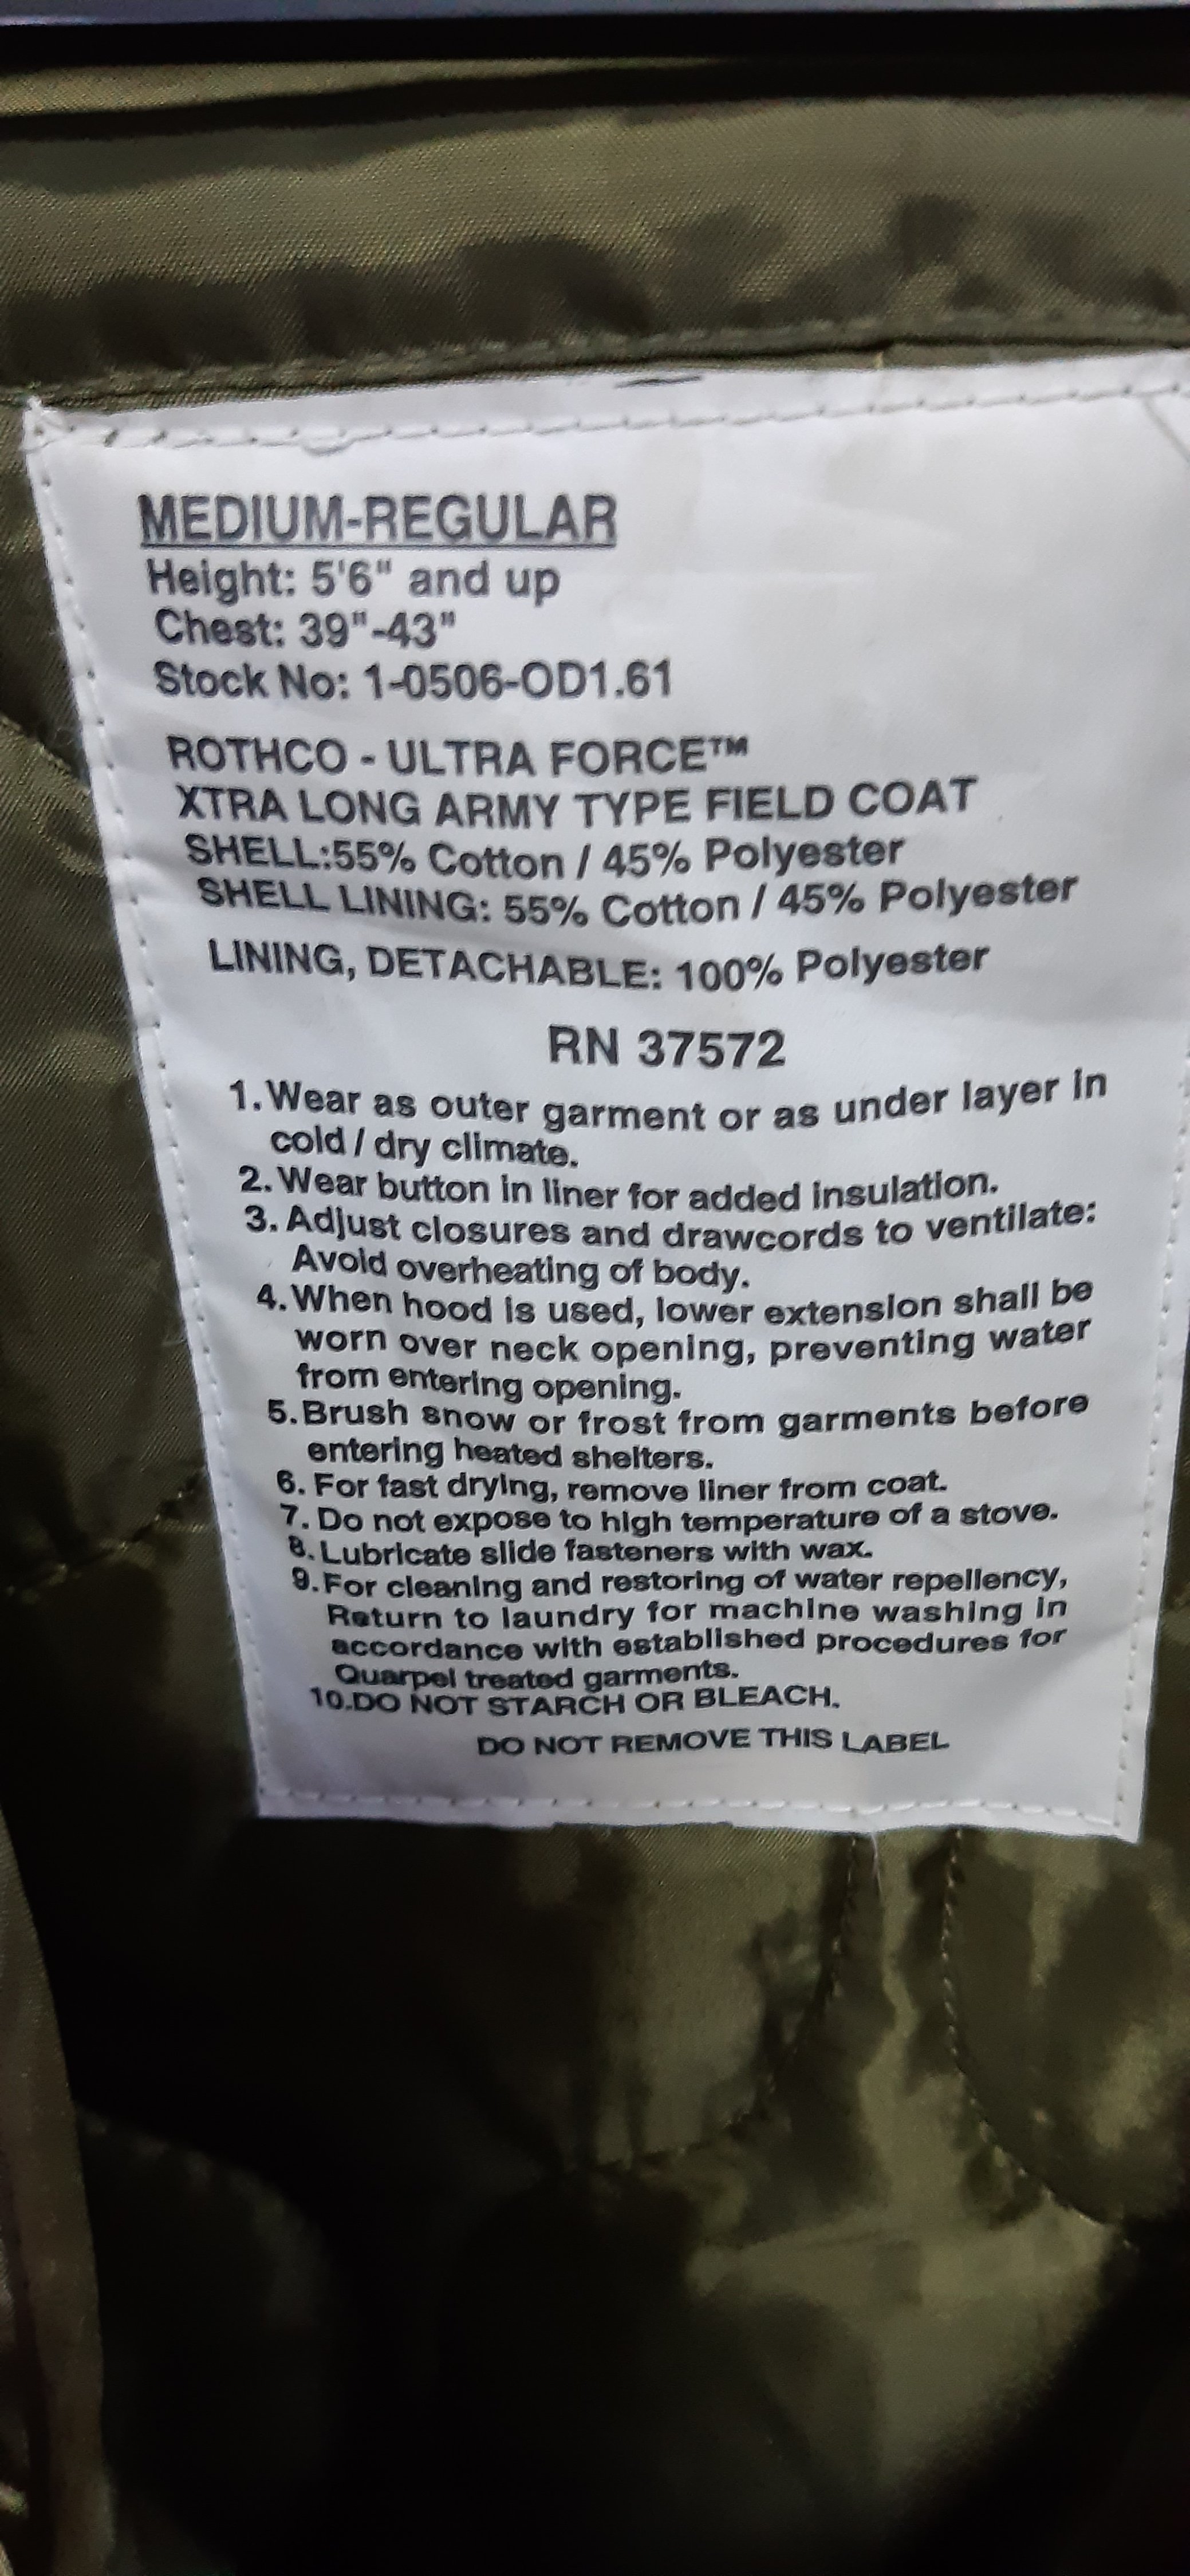 MEDIUM-REGULAR
Height: 5'6" and up
Chest: 39"-43"
Stock No: 1-0506-OD1.61
ROTHCO - ULTRA FORCE™
XTRA LONG ARMY TYPE FIELD COAT
SHELL:55% Cotton / 45% Polyester
SHELL LINING: 55% Cotton / 45% Polyester
LINING, DETACHABLE: 100% Polyester
RN 37572
1. Wear as outer garment or as under layer in
cold / dry climate.
2. Wear button in liner for added insulation.
3. Adjust closures and drawcords to ventilate:
Avoid overheating of body.
4. When hood is used, lower extension shall be
worn over neck opening, preventing water
from entering opening.
5. Brush snow or frost from garments before
entering heated shelters.
6. For fast drying, remove liner from coat.
7. Do not expose to high temperature of a stove.
8. Lubricate slide fasteners with wax.
9. For cleaning and restoring of water repellency,
Return to laundry for machine washing in
accordance with established procedures for
Quarpel treated garments.
10.DO NOT STARCH OR BLEACH.
DO NOT REMOVE THIS LABEL